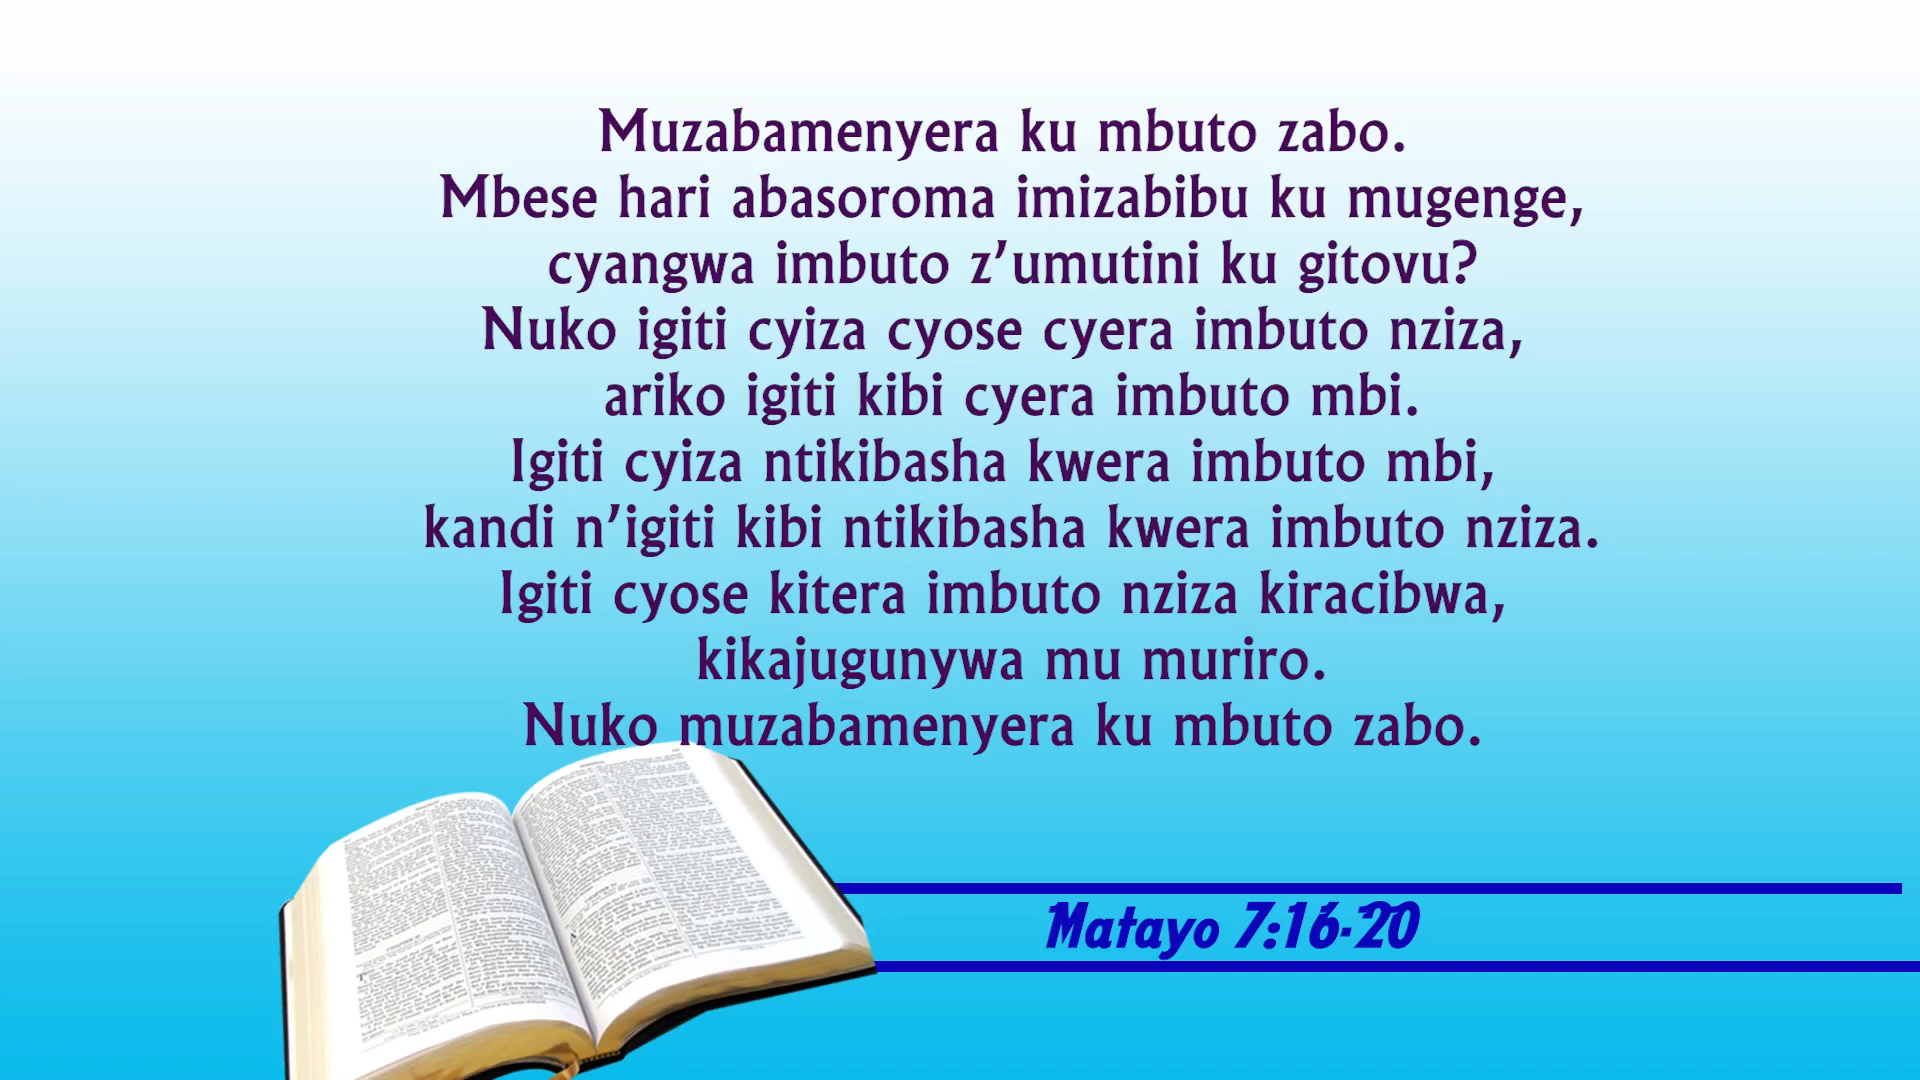 Muzabamenyera ku mbuto zabo.
Mbese hari abasoroma imizabibu ku mugenge,
cyangwa imbuto z’umutini ku gitovu?
Nuko igiti cyiza cyose cyera imbuto nziza,
ariko igiti kibi cyera imbuto mbi.
Igiti cyiza ntikibasha kwera imbuto mbi,
kandi n’igiti kibi ntikibasha kwera imbuto nziza.
Igiti cyose kitera imbuto nziza kiracibwa,
kikajugunywa mu muriro.
Nuko muzabamenyera ku mbuto zabo.
Matayo 7:16-20